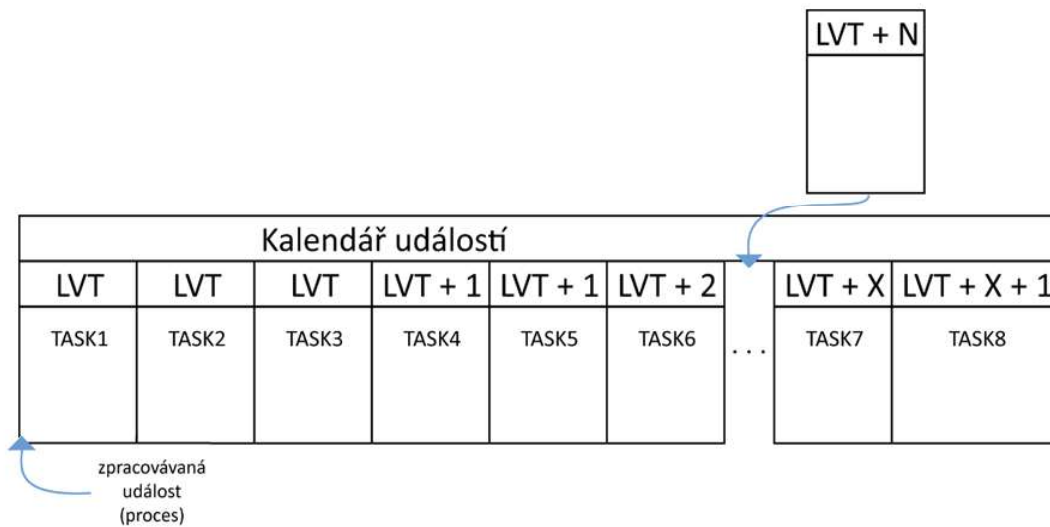 LVT + N
Kalendář událostí
LVT LVT LVT LVT + 1 LVT + 1 LVT + 2 LVT + X LVT + X + 1
TASK1 TASK2 TASK3 TASK4 TASK5 TASK6 ... TASK7 TASK8
zpracovávaná
událost
(proces)